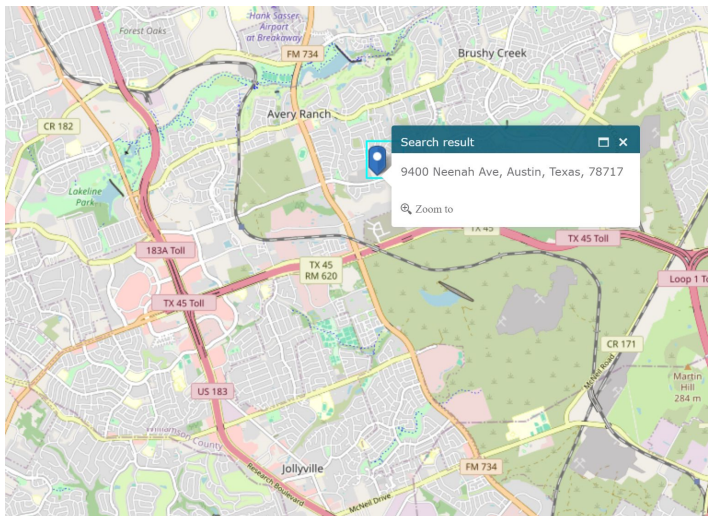 Hank Sasser
Airport
at Breakaway
Forest Oaks
FM 734
Brushy Creek
Avery Ranch
CR 182
Search result
9400 Neenah Ave, Austin, Texas, 78717
Zoom to
Lakeline
Park
183A Toll
TX 45
TX 45 Toll
TX 45
RM 620
Loop 1 To
TX 45 Toll
CR 171
McNeil Road
Martin
Hill
284 m
US 183
Williamson County
Jollyville
Research Boulevard
FM 734
McNeil Drive